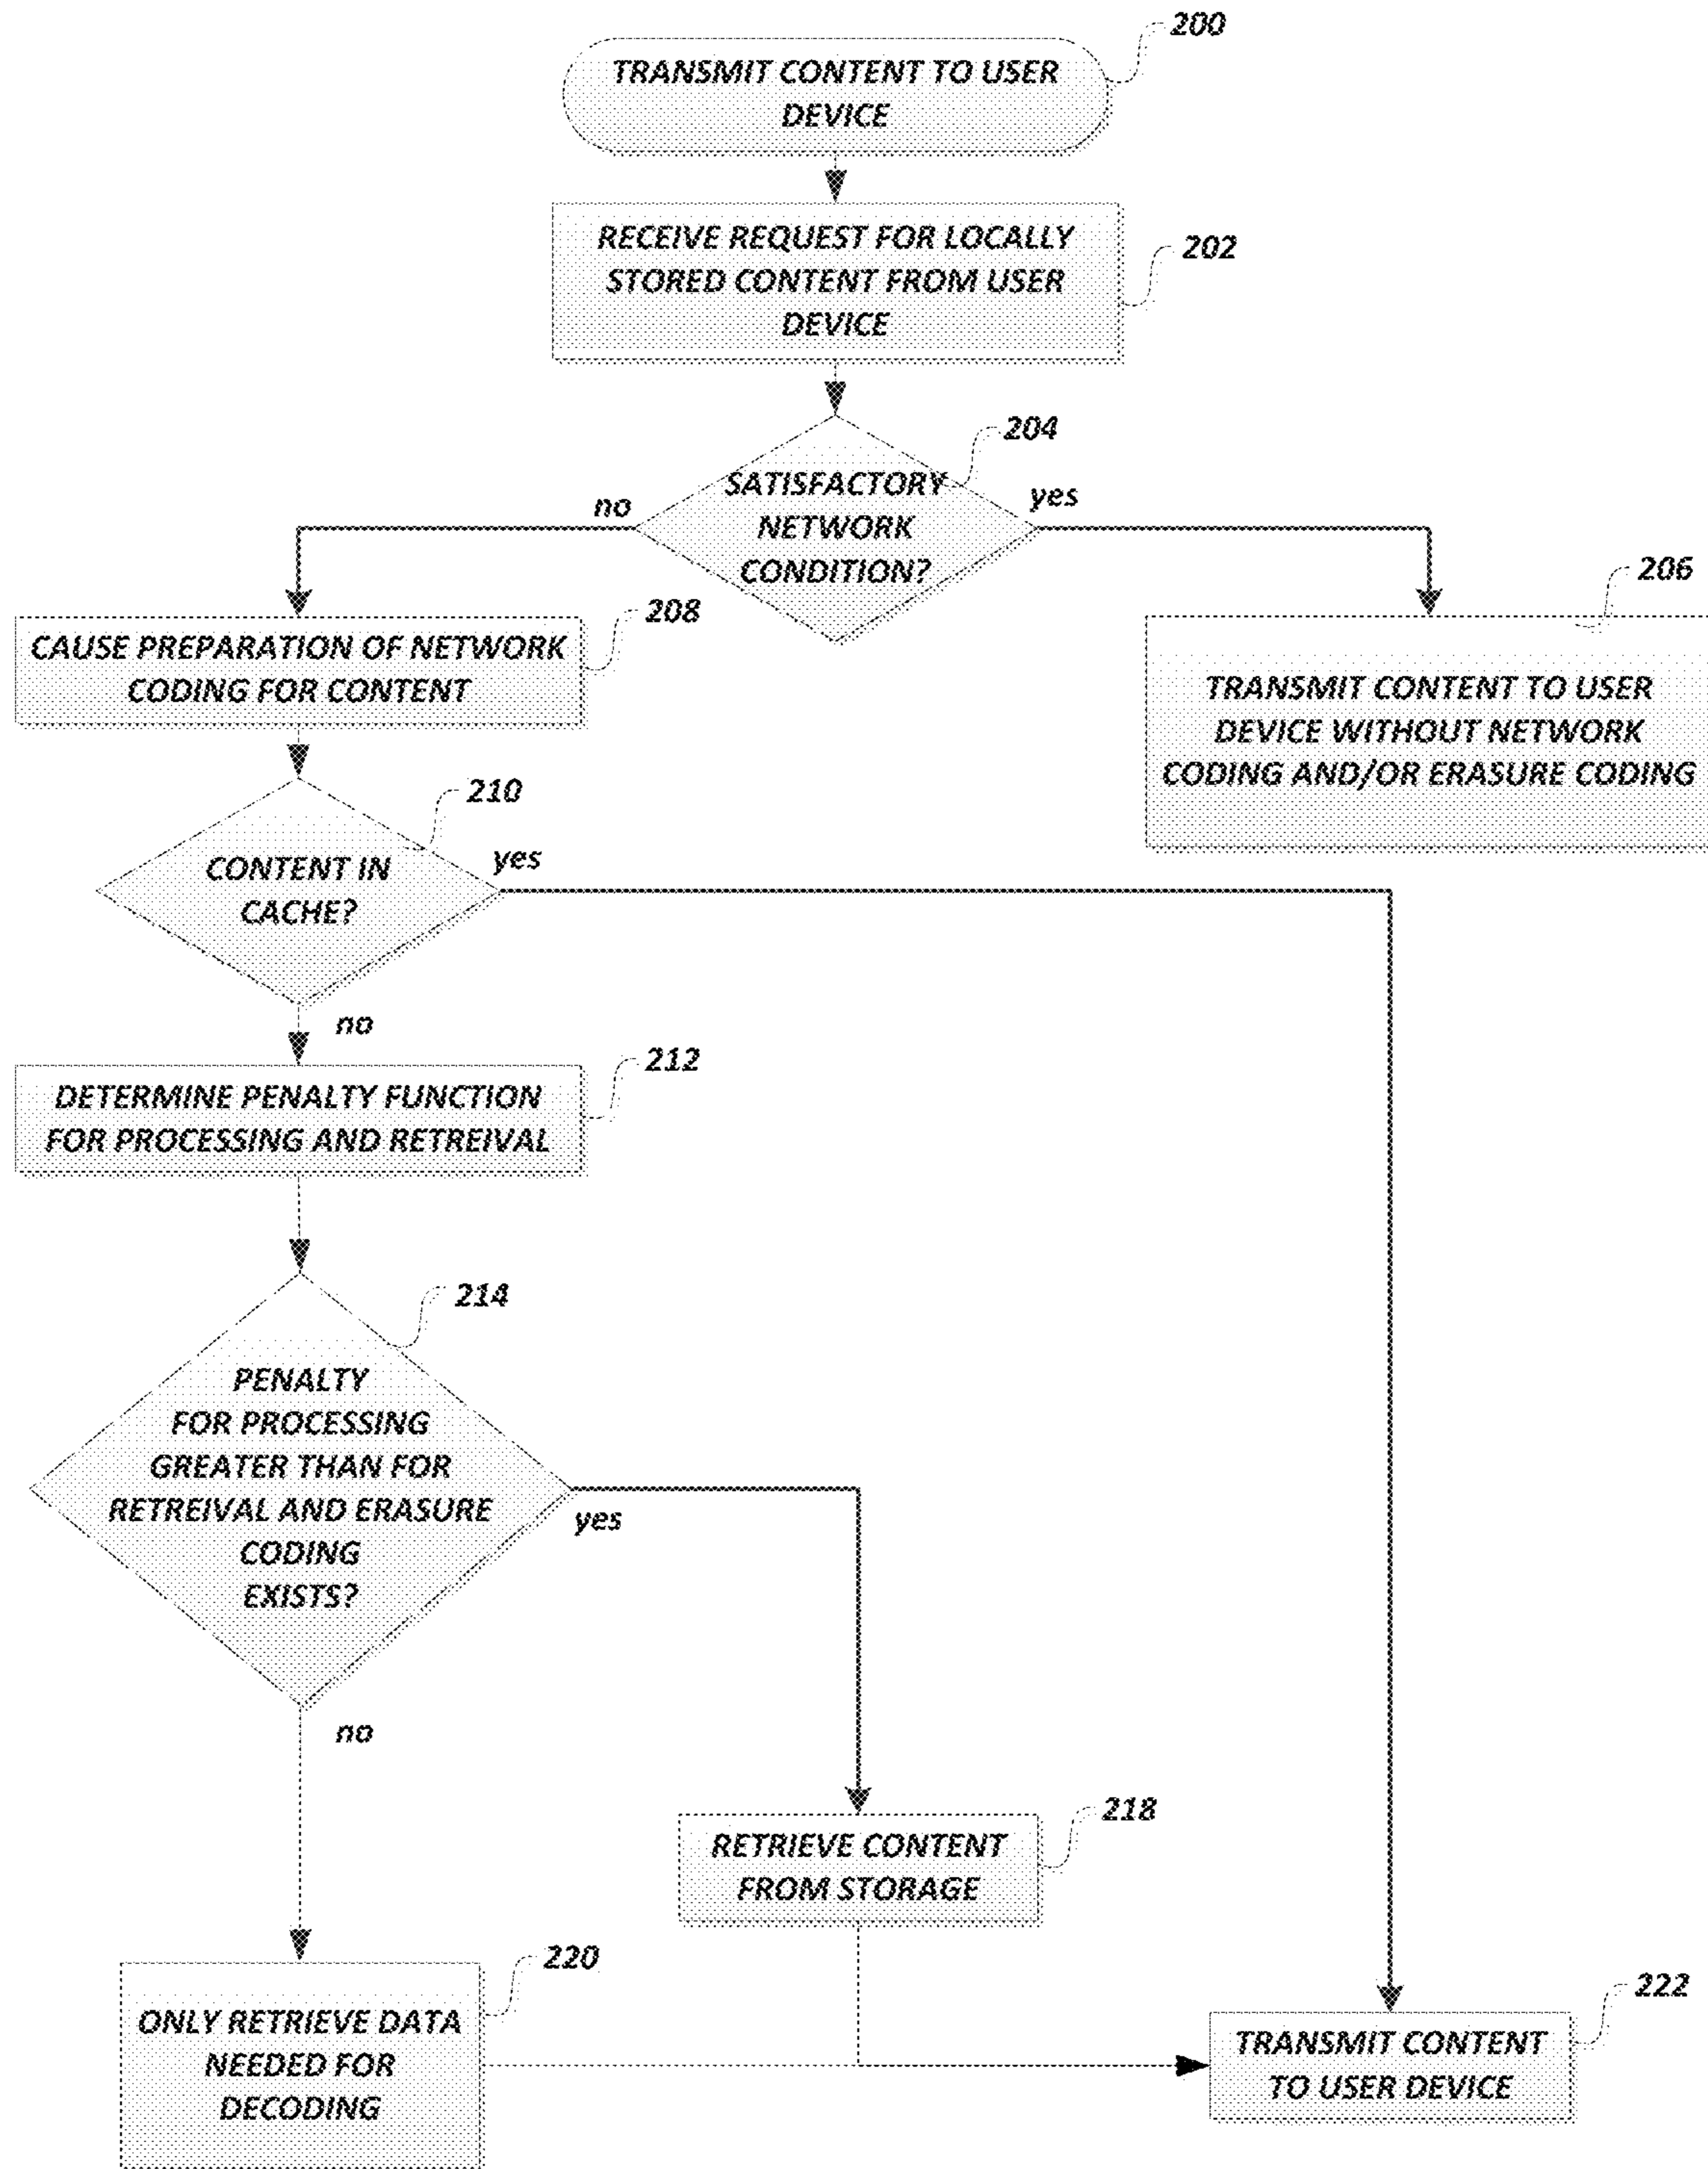 200
TRANSMIT CONTENT TO USER
DEVICE
RECEIVE REQUEST FOR LOCALLY
STORED CONTENT FROM USER
DEVICE
202
204
SATISFACTORY
NETWORK
CONDITION?
no
yes
206
TRANSMIT CONTENT TO USER
DEVICE WITHOUT NETWORK
CODING AND/OR ERASURE CODING
208
CAUSE PREPARATION OF NETWORK
CODING FOR CONTENT
210
CONTENT IN
CACHE?
yes
no
212
DETERMINE PENALTY FUNCTION
FOR PROCESSING AND RETREIVAL
214
PENALTY
FOR PROCESSING
GREATER THAN FOR
RETREIVAL AND ERASURE
CODING
EXISTS?
yes
no
218
RETRIEVE CONTENT
FROM STORAGE
220
ONLY RETRIEVE DATA
NEEDED FOR
DECODING
222
TRANSMIT CONTENT
TO USER DEVICE